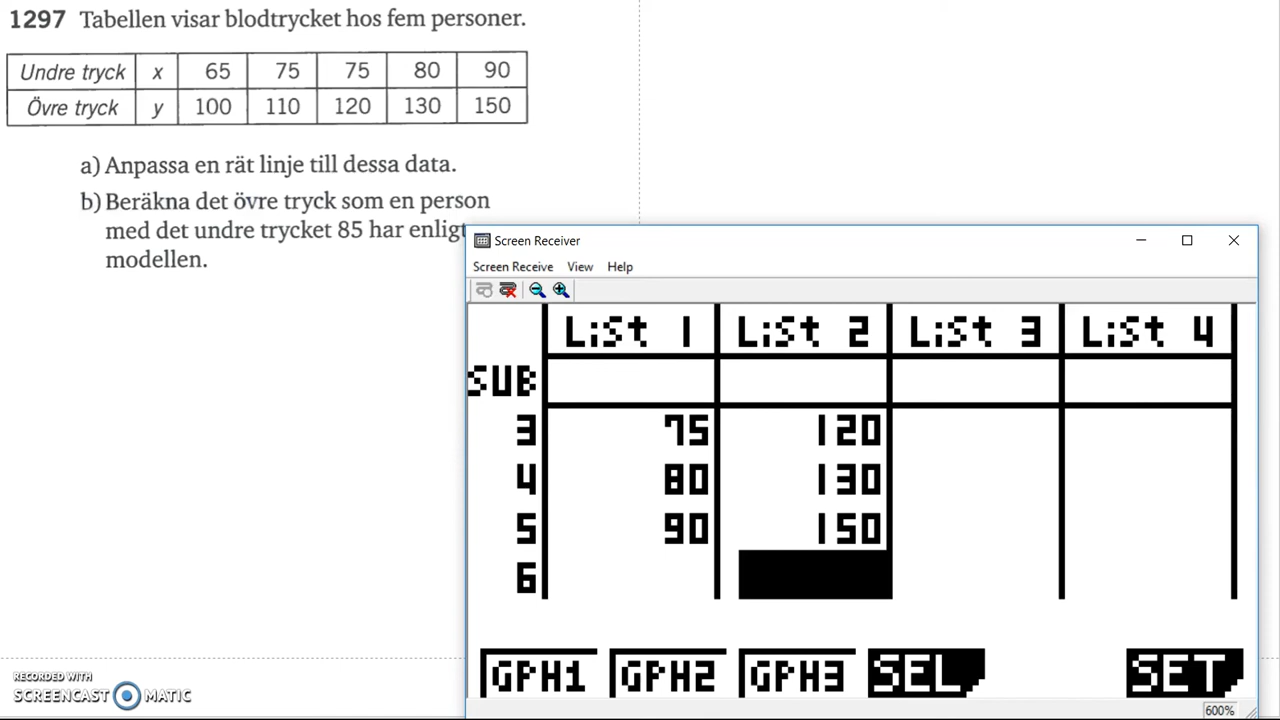 1297 Tabellen visar blodtrycket hos fem personer.
Undre tryck x 65 75 75 80 90
Övre tryck y 100 110 120 130 150
a) Anpassa en rät linje till dessa data.
b) Beräkna det övre tryck som en person
med det undre trycket 85 har enligt
modellen.
Screen Receiver
Screen Receive View Help
List 1 List 2 List 3 List 4
SUB
3 75 120
4 80 130
5 90 150
6
GPH1 GPH2 GPH3 SEL SET
600%
RECORDED WITH
SCREENCAST MATIC